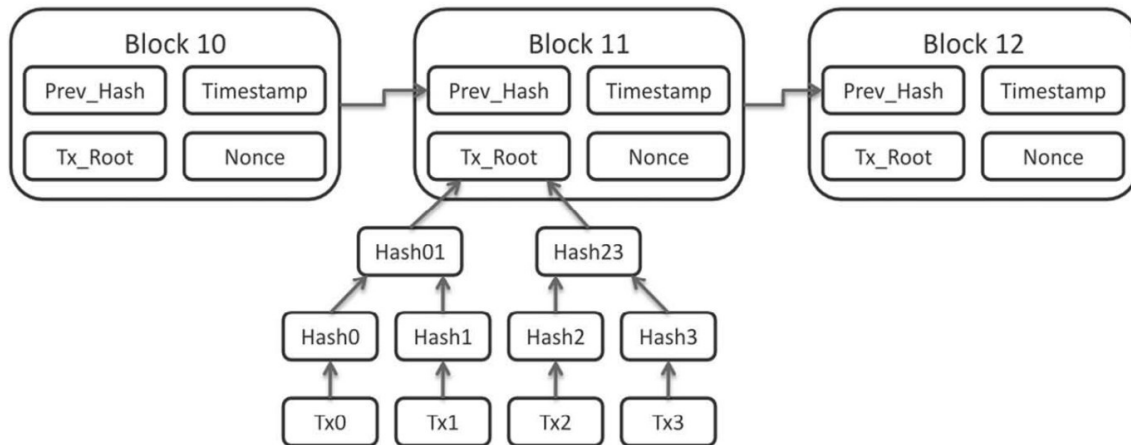 Block 10
Block 11
Block 12
Prev_Hash
Timestamp
Prev_Hash
Timestamp
Prev_Hash
Timestamp
Tx_Root
Nonce
Tx_Root
Nonce
Tx_Root
Nonce
Hash01
Hash23
Hash0
Hash1
Hash2
Hash3
Tx0
Tx1
Tx2
Tx3